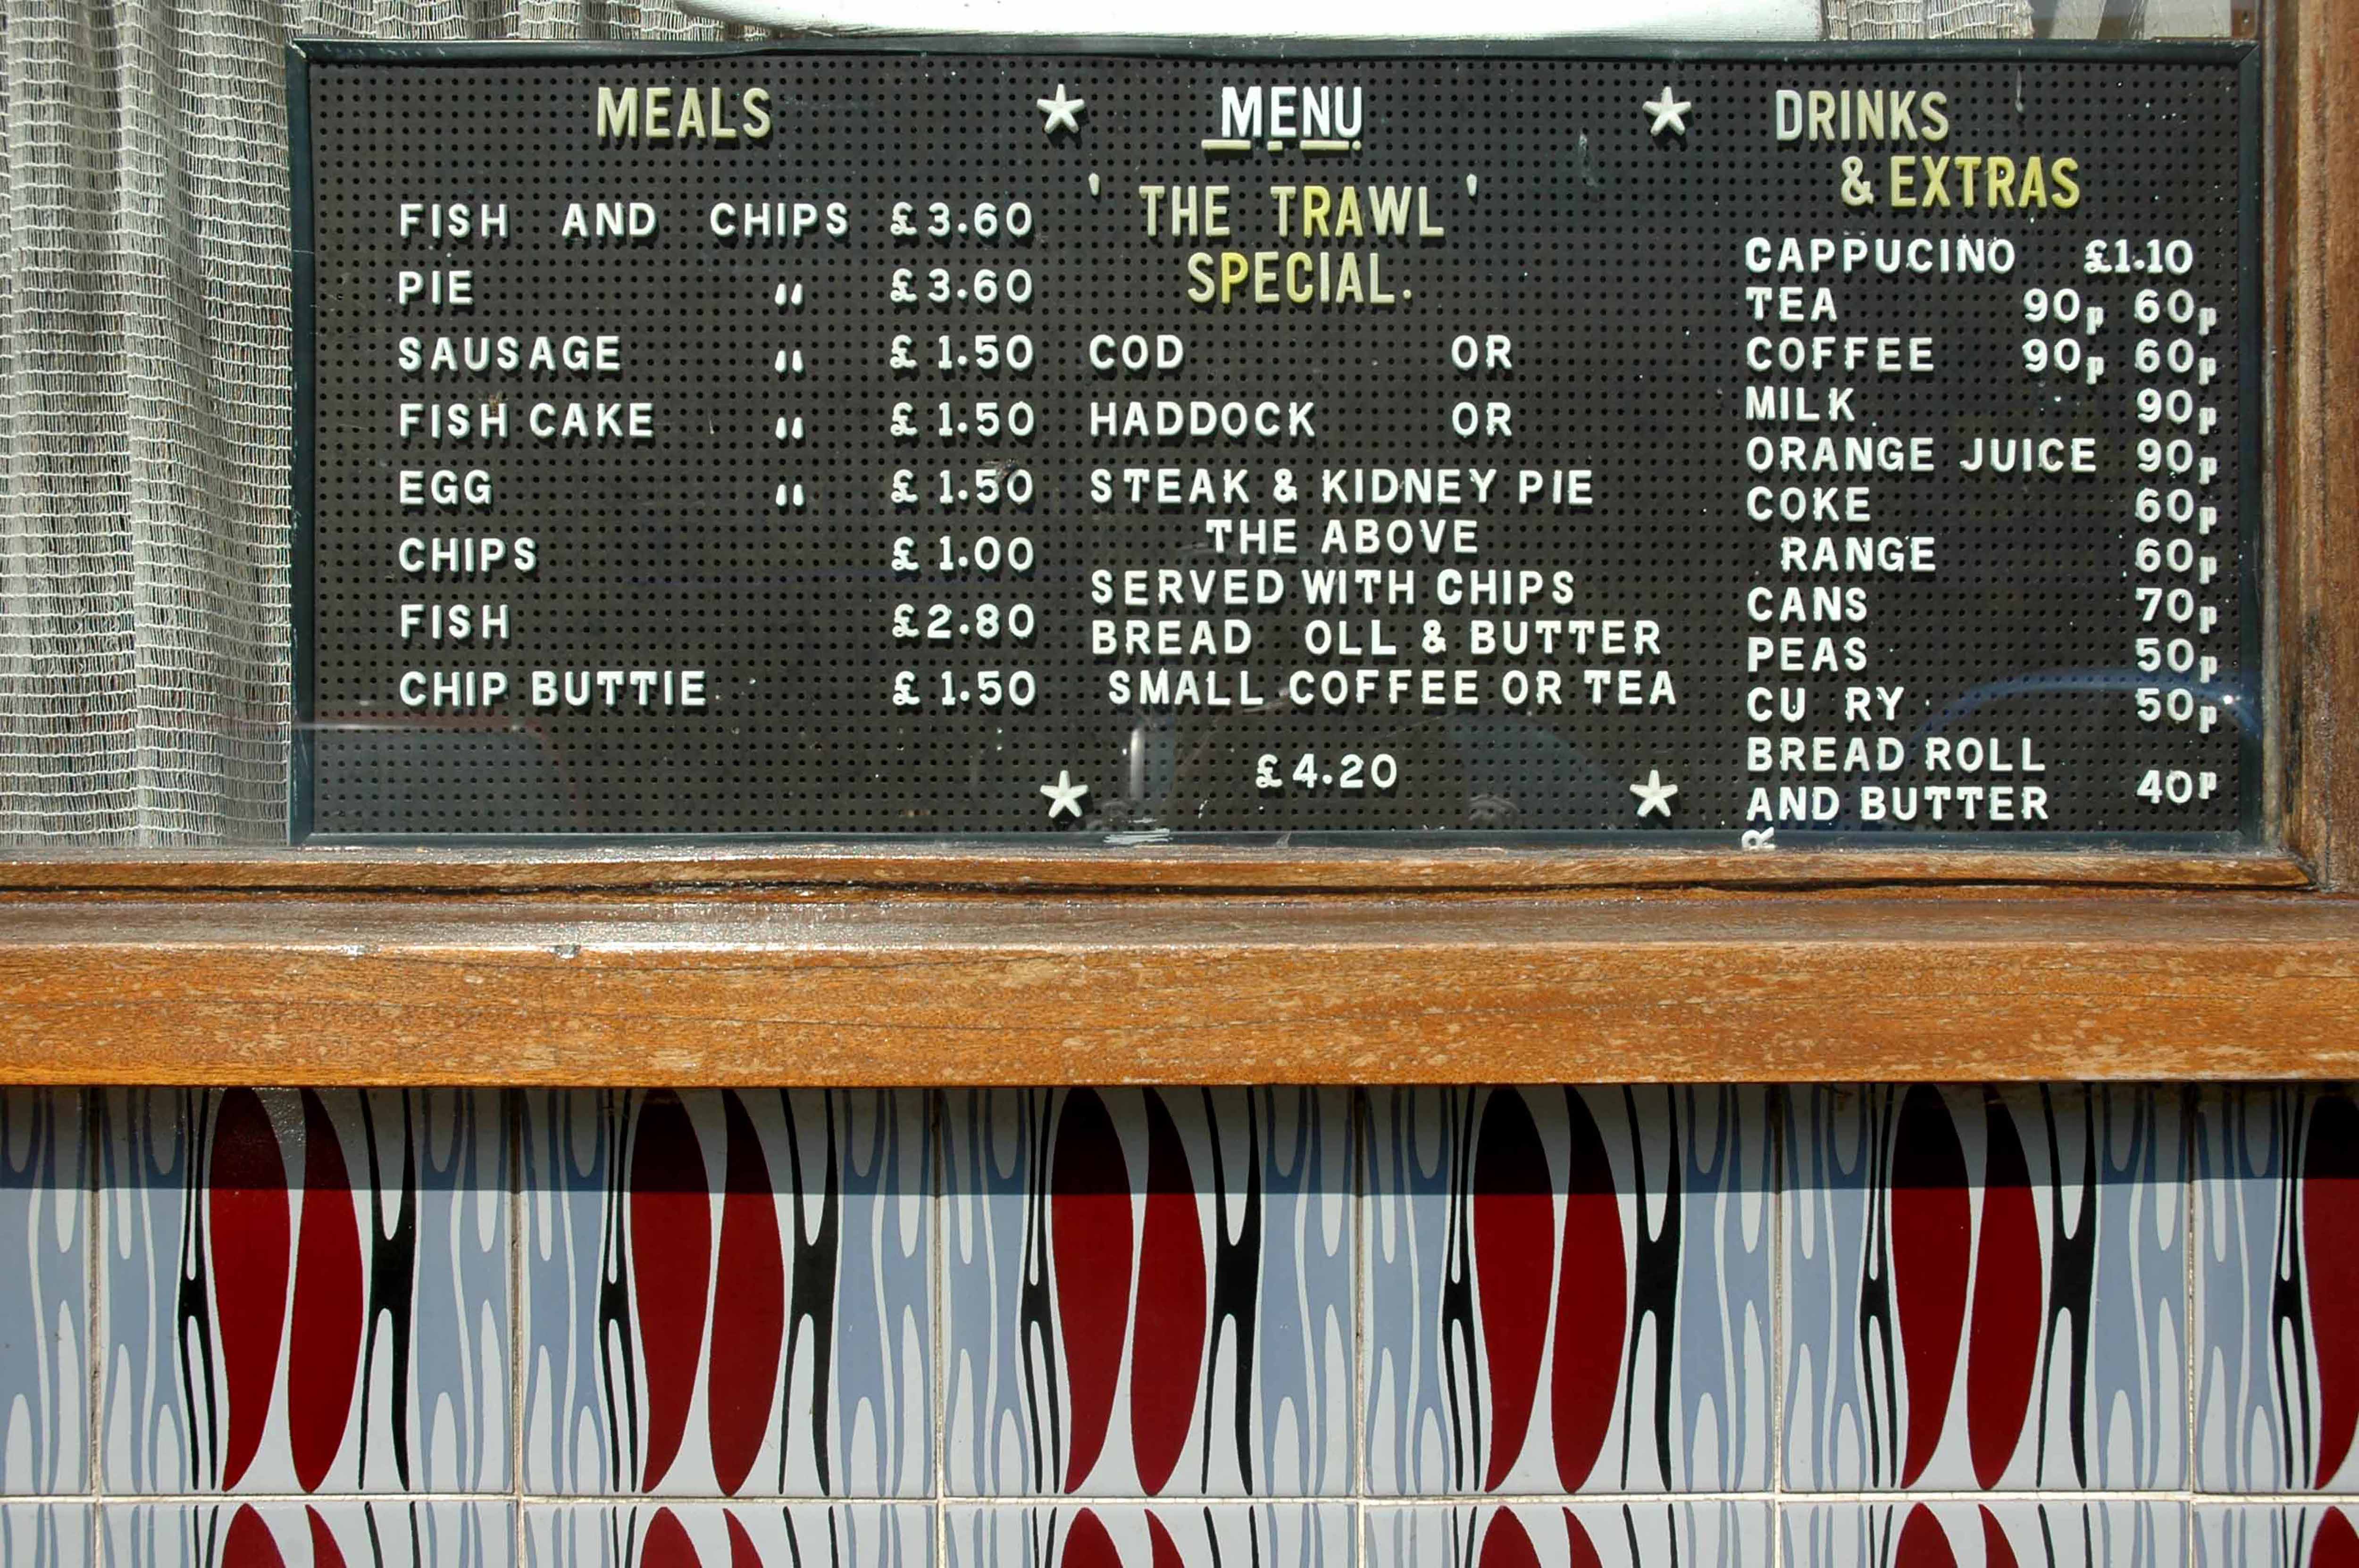 MEALS
FISH AND CHIPS £3.60
PIE " £3.60
SAUSAGE " £1.50
FISH CAKE " £1.50
EGG " £1.50
CHIPS £1.00
FISH £2.80
CHIP BUTTIE £1.50
MENU
' THE TRAWL '
SPECIAL.
COD OR
HADDOCK OR
STEAK & KIDNEY PIE
THE ABOVE
SERVED WITH CHIPS
BREAD OLL & BUTTER
SMALL COFFEE OR TEA
£4.20
DRINKS
& EXTRAS
CAPPUCINO £1.10
TEA 90p 60p
COFFEE 90p 60p
MILK 90p
ORANGE JUICE 90p
COKE 60p
RANGE 60p
CANS 70p
PEAS 50p
CU RY 50p
BREAD ROLL
AND BUTTER 40p
R